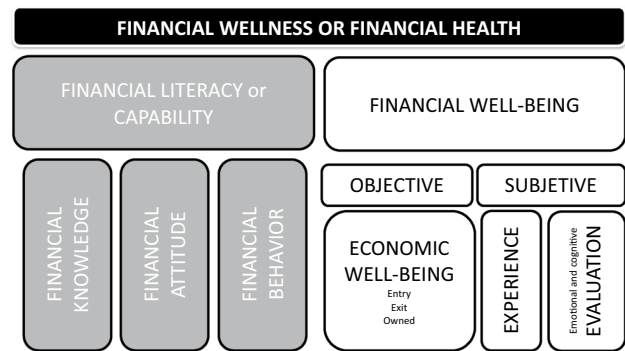 FINANCIAL WELLNESS OR FINANCIAL HEALTH
FINANCIAL LITERACY or
CAPABILITY
FINANCIAL WELL-BEING
FINANCIAL
KNOWLEDGE
FINANCIAL
ATTITUDE
FINANCIAL
BEHAVIOR
OBJECTIVE
SUBJETIVE
ECONOMIC
WELL-BEING
Entry
Exit
Owned
EXPERIENCE
Emotional and cognitive
EVALUATION